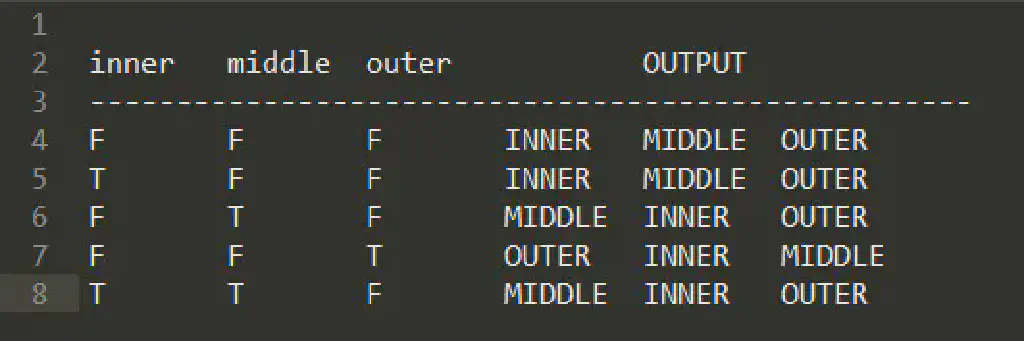 1
2 inner middle outer OUTPUT
3 ---------------------------------------------------
4 F F F INNER MIDDLE OUTER
5 T F F INNER MIDDLE OUTER
6 F T F MIDDLE INNER OUTER
7 F F T OUTER INNER MIDDLE
8 T T F MIDDLE INNER OUTER